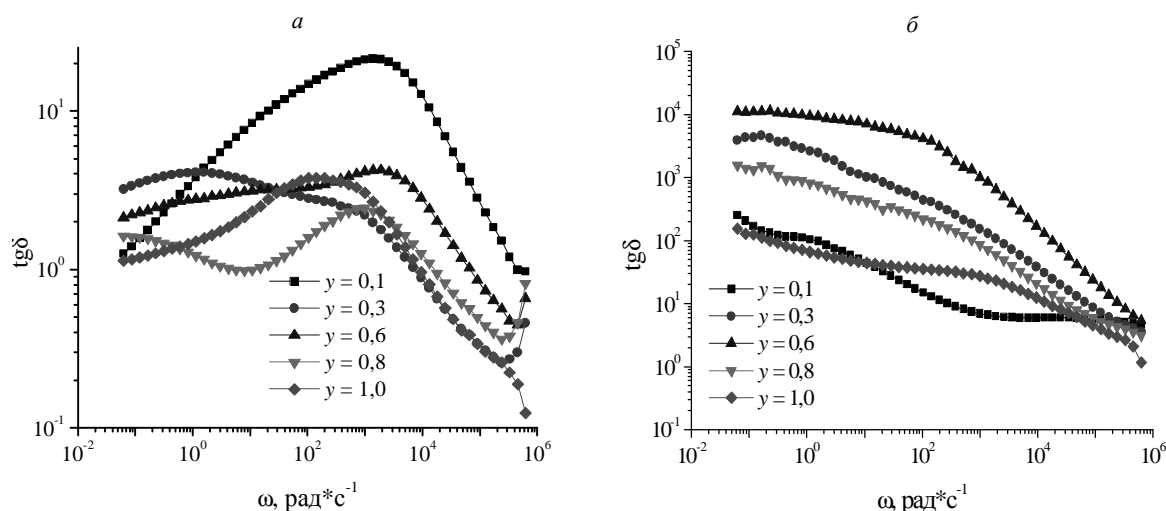 а
tgδ
10^1
10^0
10^-1
y = 0,1
y = 0,3
y = 0,6
y = 0,8
y = 1,0
10^-2 10^0 10^2 10^4 10^6
ω, рад*с^-1
б
tgδ
10^5
10^4
10^3
10^2
10^1
10^0
10^-1
y = 0,1
y = 0,3
y = 0,6
y = 0,8
y = 1,0
10^-2 10^0 10^2 10^4 10^6
ω, рад*с^-1